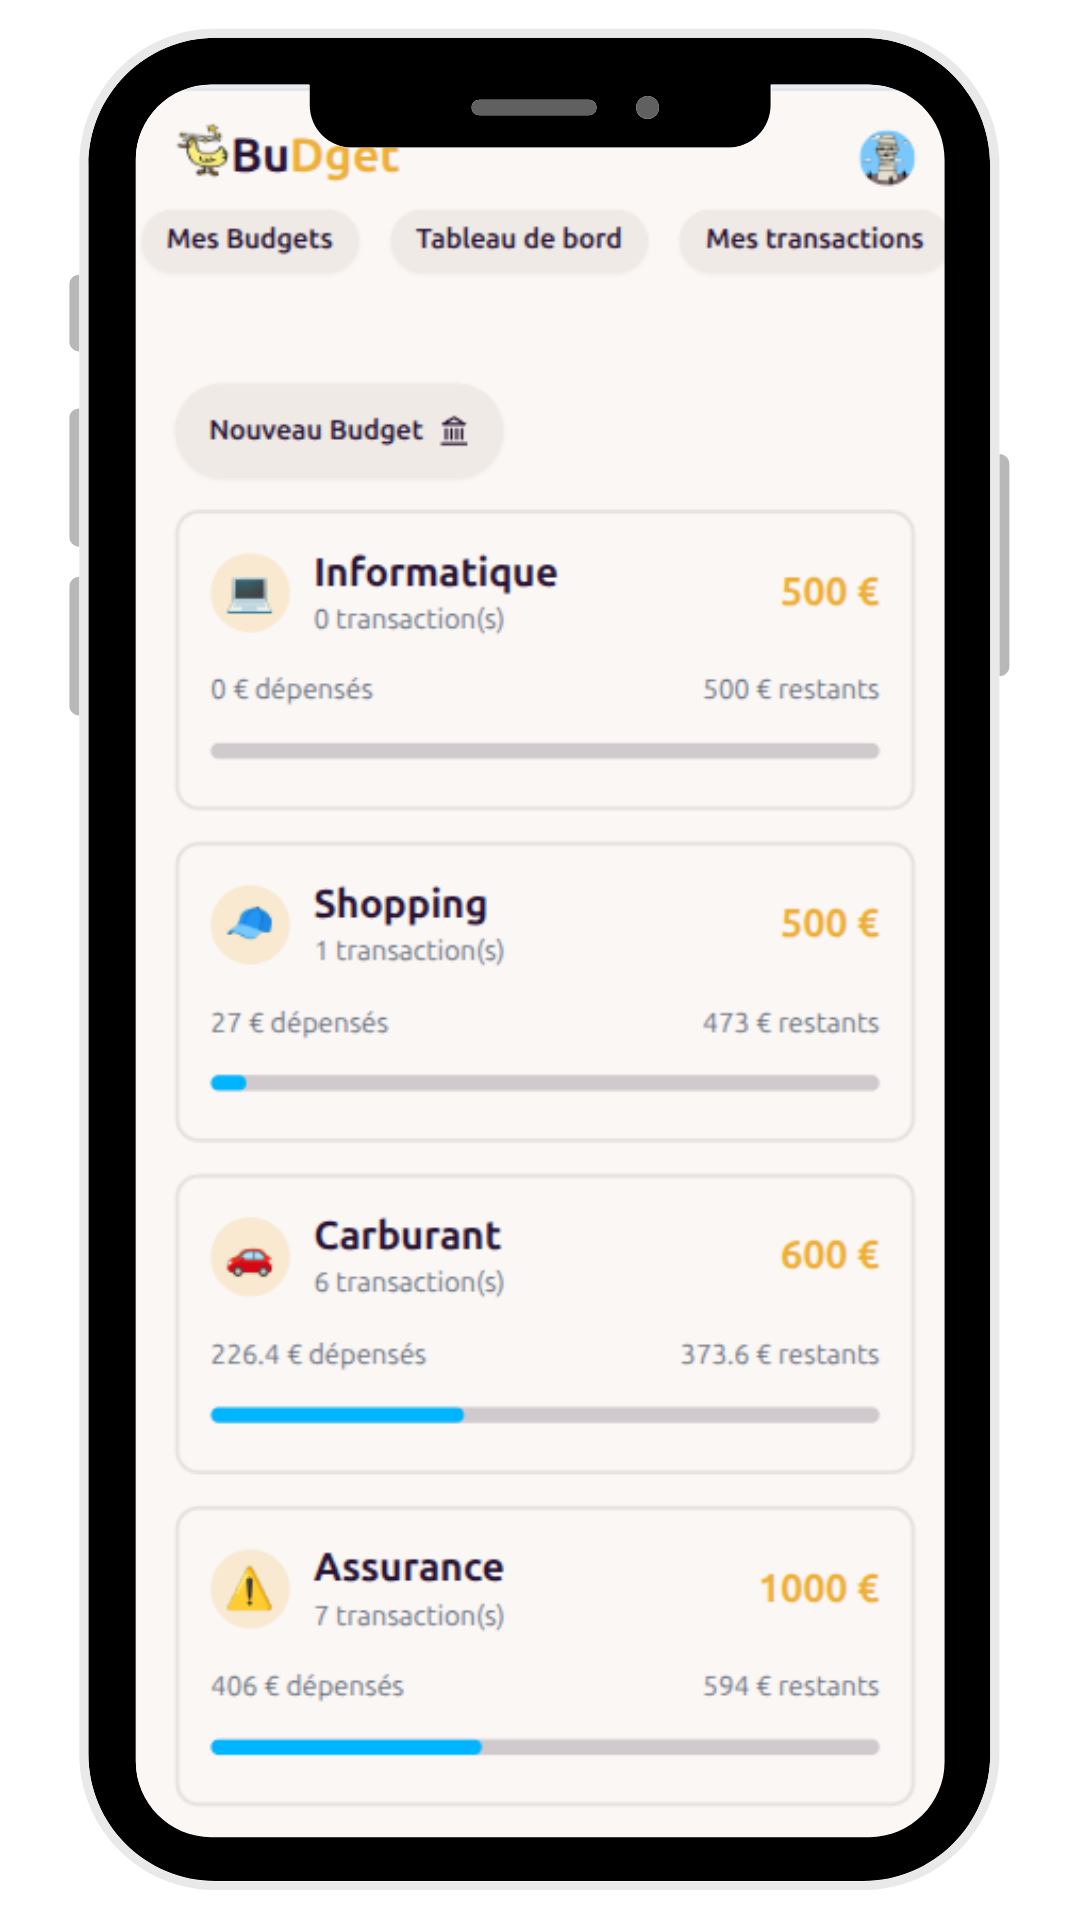 BuDget
Mes Budgets Tableau de bord Mes transactions
Nouveau Budget
Informatique
0 transaction(s)
500 €
0 € dépensés 500 € restants
Shopping
1 transaction(s)
500 €
27 € dépensés 473 € restants
Carburant
6 transaction(s)
600 €
226.4 € dépensés 373.6 € restants
Assurance
7 transaction(s)
1000 €
406 € dépensés 594 € restants